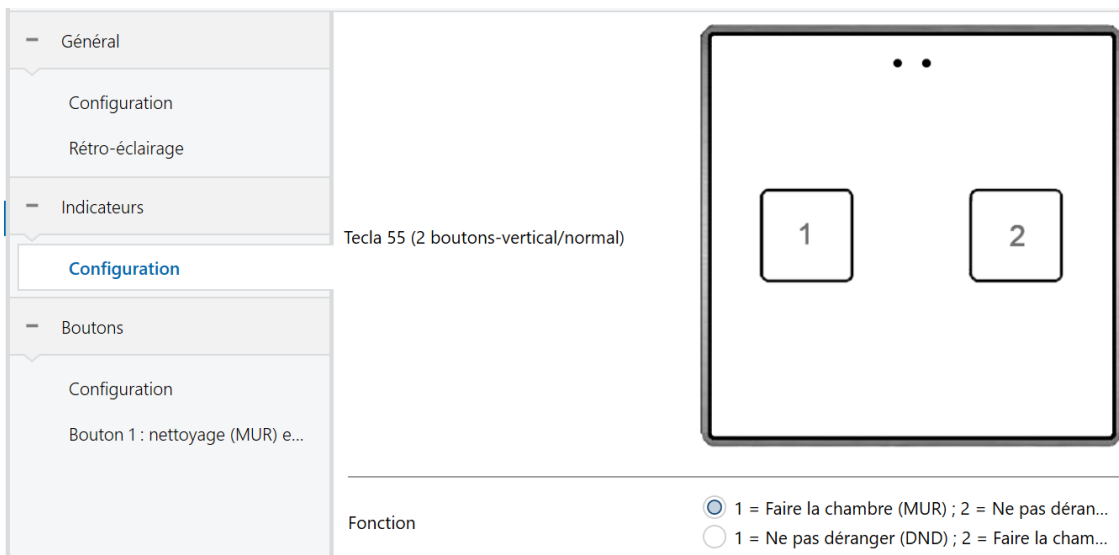 Général
Configuration
Rétro-éclairage
Indicateurs
Configuration
Boutons
Configuration
Bouton 1 : nettoyage (MUR) e...
Tecla 55 (2 boutons-vertical/normal)
1
2
Fonction
1 = Faire la chambre (MUR) ; 2 = Ne pas déran...
1 = Ne pas déranger (DND) ; 2 = Faire la cham...